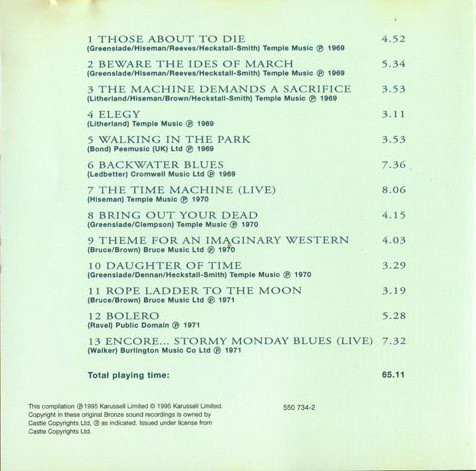 1 THOSE ABOUT TO DIE 4.52
(Greenslade/Hiseman/Reeves/Heckstall-Smith) Temple Music ℗ 1969
2 BEWARE THE IDES OF MARCH 5.34
(Greenslade/Hiseman/Reeves/Heckstall-Smith) Temple Music ℗ 1969
3 THE MACHINE DEMANDS A SACRIFICE 3.53
(Litherland/Hiseman/Brown/Heckstall-Smith) Temple Music ℗ 1969
4 ELEGY 3.11
(Litherland) Temple Music ℗ 1969
5 WALKING IN THE PARK 3.53
(Bond) Peemusic (UK) Ltd ℗ 1969
6 BACKWATER BLUES 7.36
(Ledbetter) Cromwell Music Ltd ℗ 1969
7 THE TIME MACHINE (LIVE) 8.06
(Hiseman) Temple Music ℗ 1970
8 BRING OUT YOUR DEAD 4.15
(Greenslade/Clempson) Temple Music ℗ 1970
9 THEME FOR AN IMAGINARY WESTERN 4.03
(Bruce/Brown) Bruce Music Ltd ℗ 1970
10 DAUGHTER OF TIME 3.29
(Greenslade/Dennan/Heckstall-Smith) Temple Music ℗ 1970
11 ROPE LADDER TO THE MOON 3.19
(Bruce/Brown) Bruce Music Ltd ℗ 1971
12 BOLERO 5.28
(Ravel) Public Domain ℗ 1971
13 ENCORE... STORMY MONDAY BLUES (LIVE) 7.32
(Walker) Burlington Music Co Ltd ℗ 1971
Total playing time: 65.11
This compilation ℗1995 Karussell Limited © 1995 Karussell Limited. 550 734-2
Copyright in these original Bronze sound recordings is owned by
Castle Copyrights Ltd, ℗ as indicated. Issued under license from
Castle Copyrights Ltd.